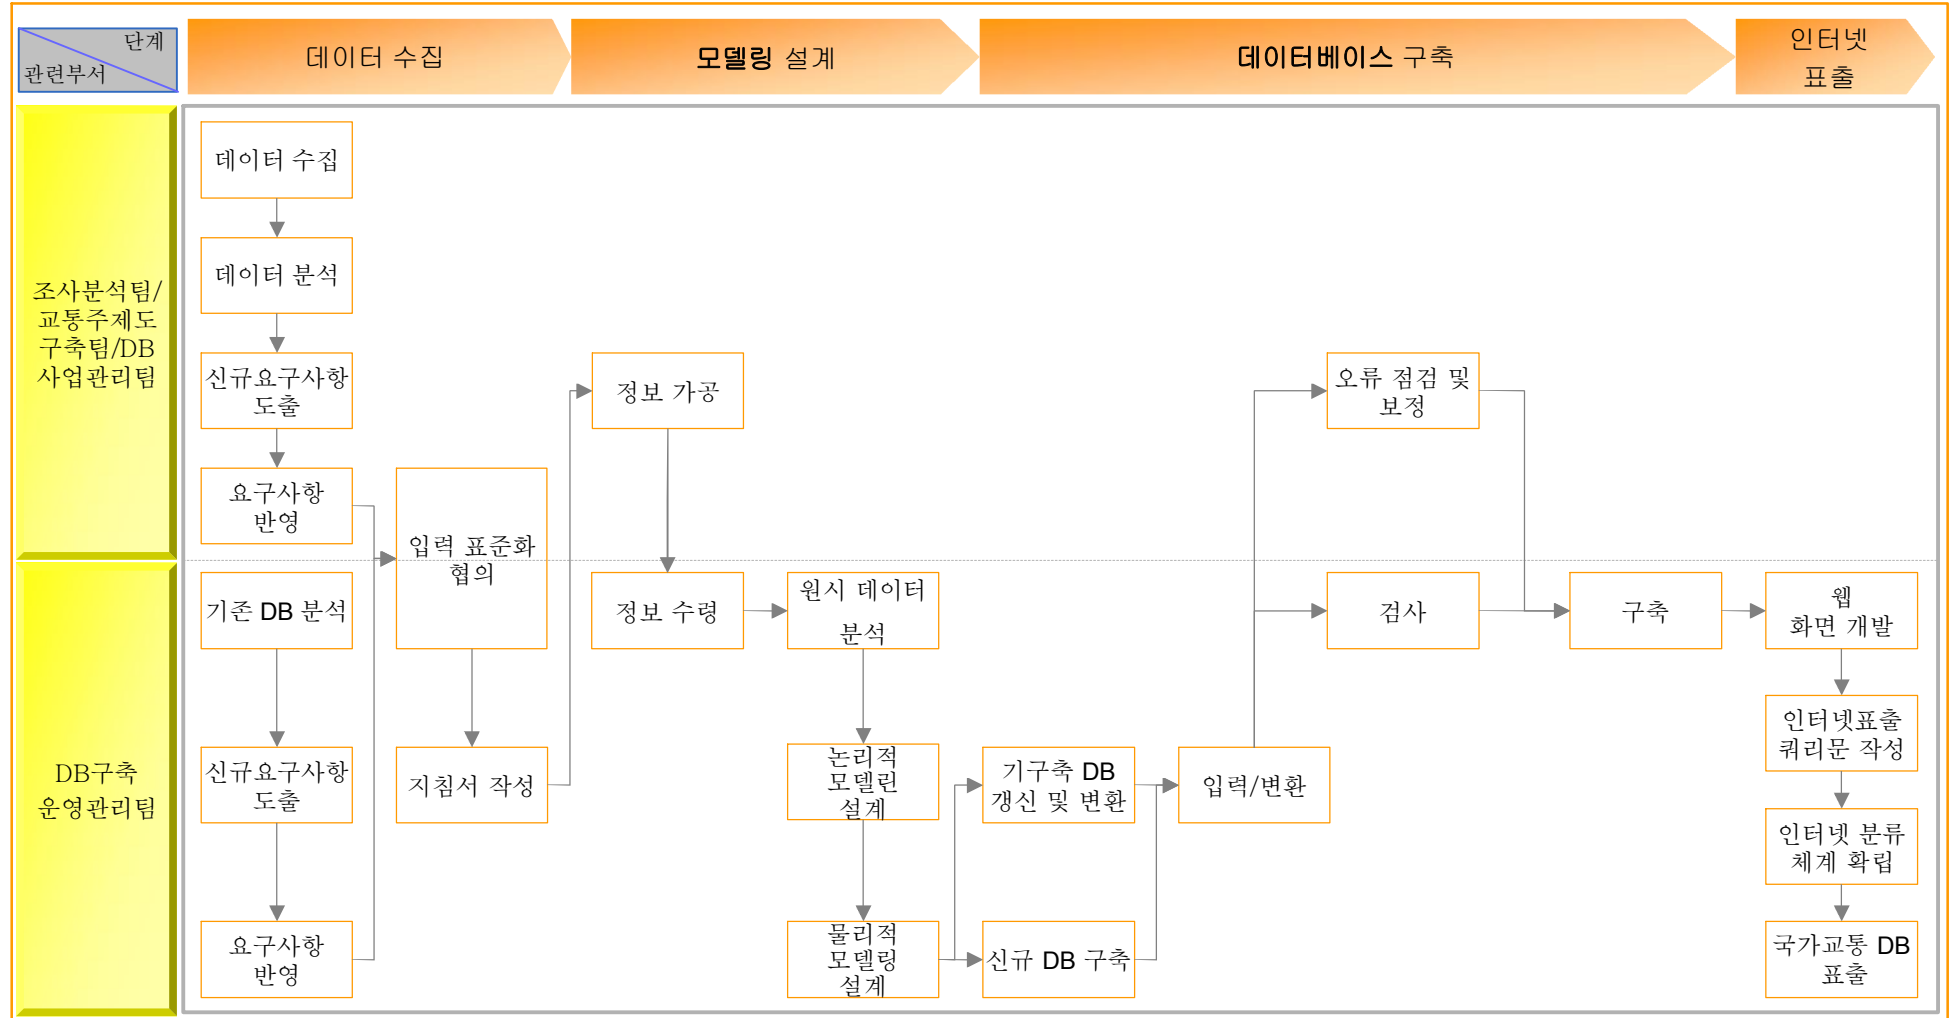 단계
관련부서
데이터 수집
모델링 설계
데이터베이스 구축
인터넷
표출
조사분석팀/
교통주제도
구축팀/DB
사업관리팀
데이터 수집
데이터 분석
신규요구사항
도출
요구사항
반영
입력 표준화
협의
정보 가공
오류 점검 및
보정
DB구축
운영관리팀
기존 DB 분석
신규요구사항
도출
요구사항
반영
지침서 작성
정보 수령
원시 데이터
분석
논리적
모델린
설계
물리적
모델링
설계
기구축 DB
갱신 및 변환
신규 DB 구축
입력/변환
검사
구축
웹
화면 개발
인터넷표출
쿼리문 작성
인터넷 분류
체계 확립
국가교통 DB
표출